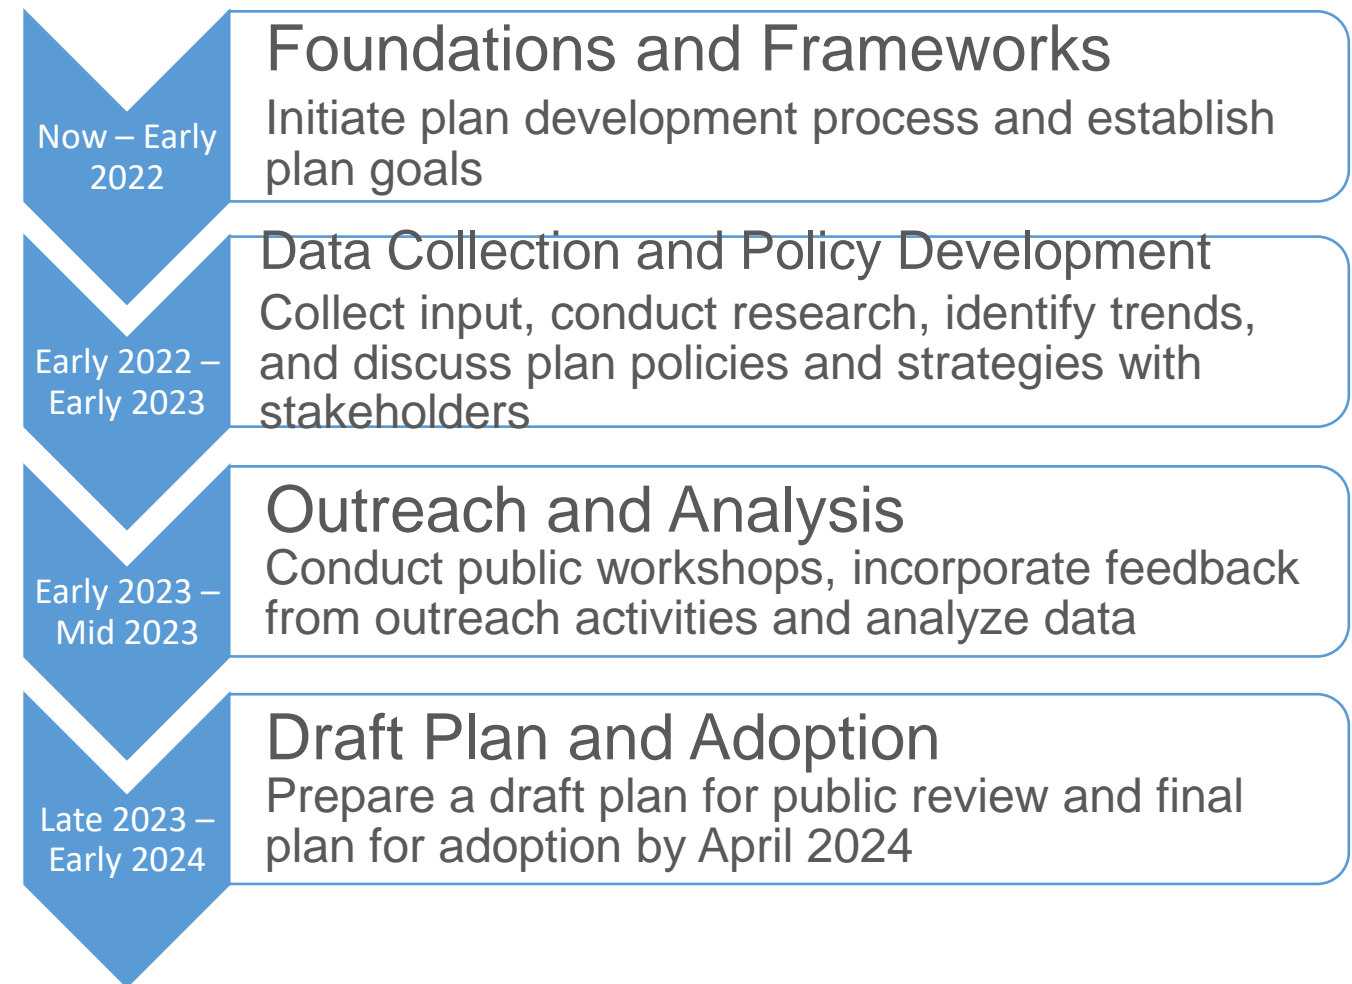 Now – Early
2022
Foundations and Frameworks
Initiate plan development process and establish
plan goals
Early 2022 –
Early 2023
Data Collection and Policy Development
Collect input, conduct research, identify trends,
and discuss plan policies and strategies with
stakeholders
Early 2023 –
Mid 2023
Outreach and Analysis
Conduct public workshops, incorporate feedback
from outreach activities and analyze data
Late 2023 –
Early 2024
Draft Plan and Adoption
Prepare a draft plan for public review and final
plan for adoption by April 2024